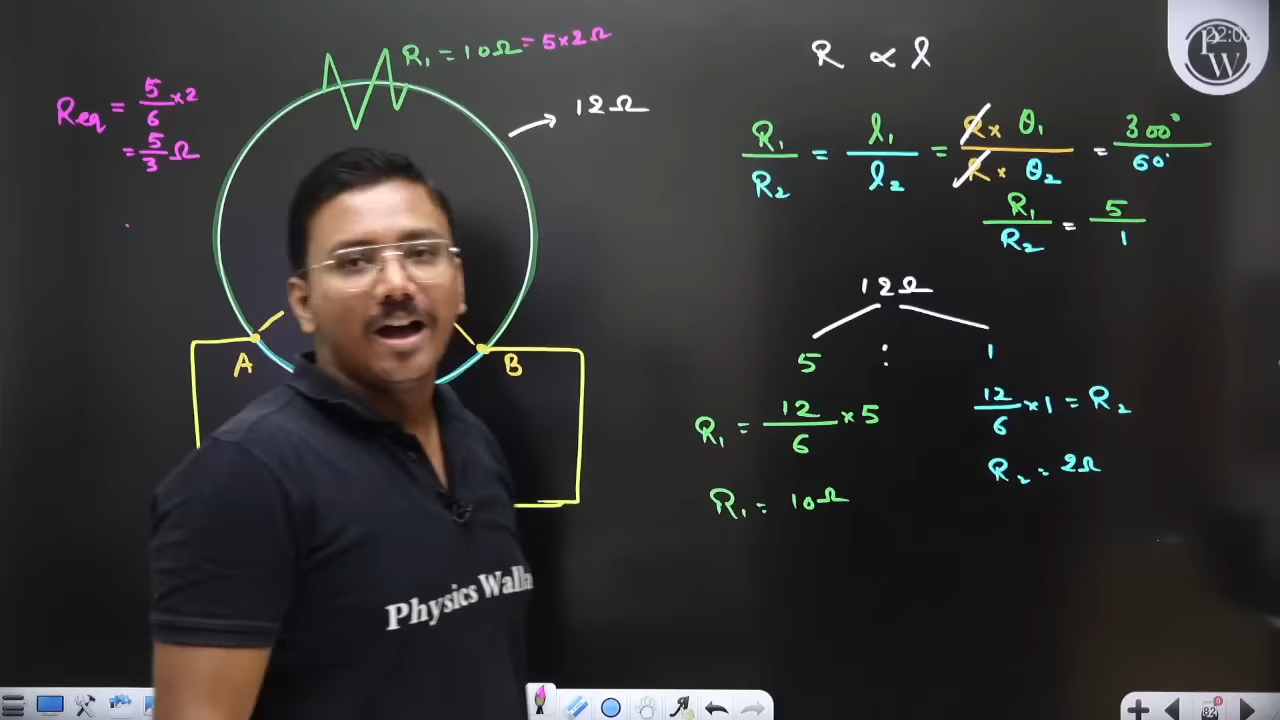 R₁ = 10Ω = 5×2Ω
Req = 5/6 ×2
= 5/3 Ω
12Ω
A
B
R ∝ l
R₁/R₂ = l₁/l₂ = R × θ₁/R × θ₂ = 300°/60°
R₁/R₂ = 5/1
12Ω
5 : 1
R₁ = 12/6 × 5
12/6 × 1 = R₂
R₁ = 10Ω
R₂ = 2Ω
Physics Walla
P
W
82